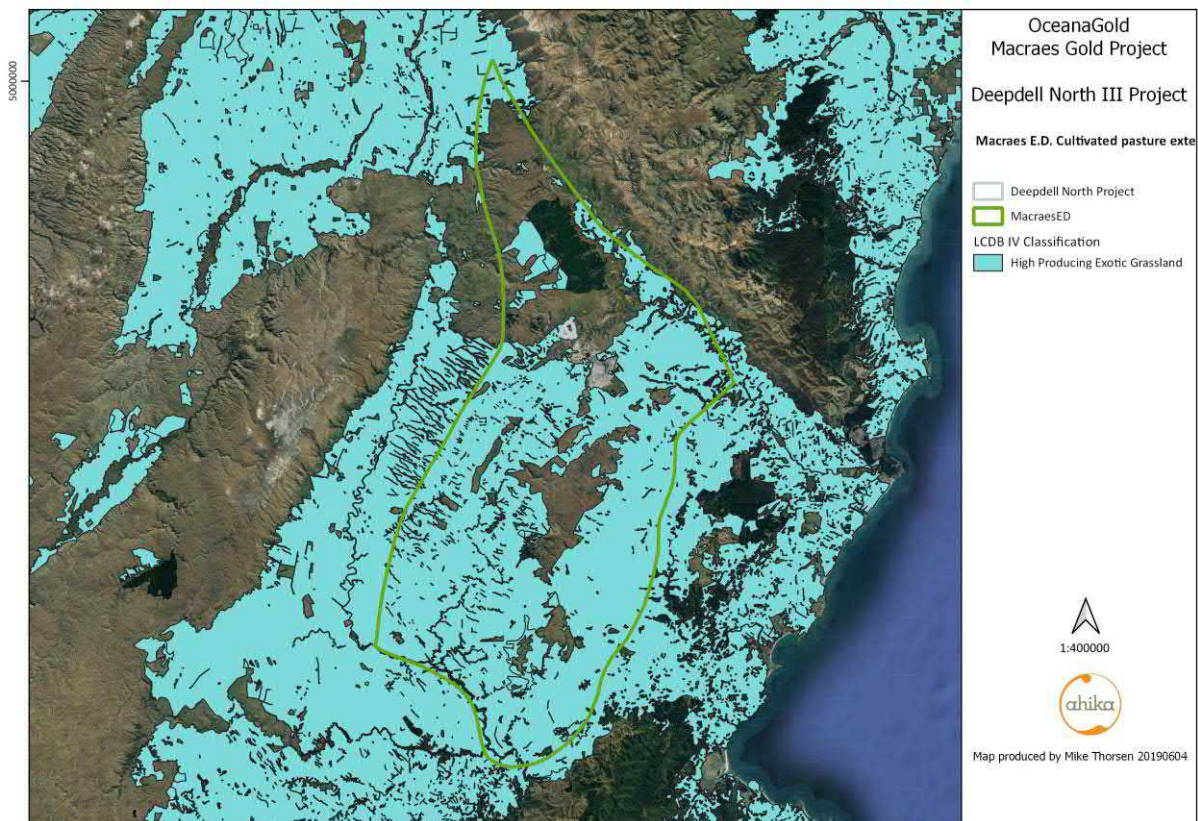 OceanaGold
Macraes Gold Project
Deepdell North III Project
Macraes E.D. Cultivated pasture exte
Deepdell North Project
MacraesED
LCDB IV Classification
High Producing Exotic Grassland
5000000
1:400000
ahika
Map produced by Mike Thorsen 20190604